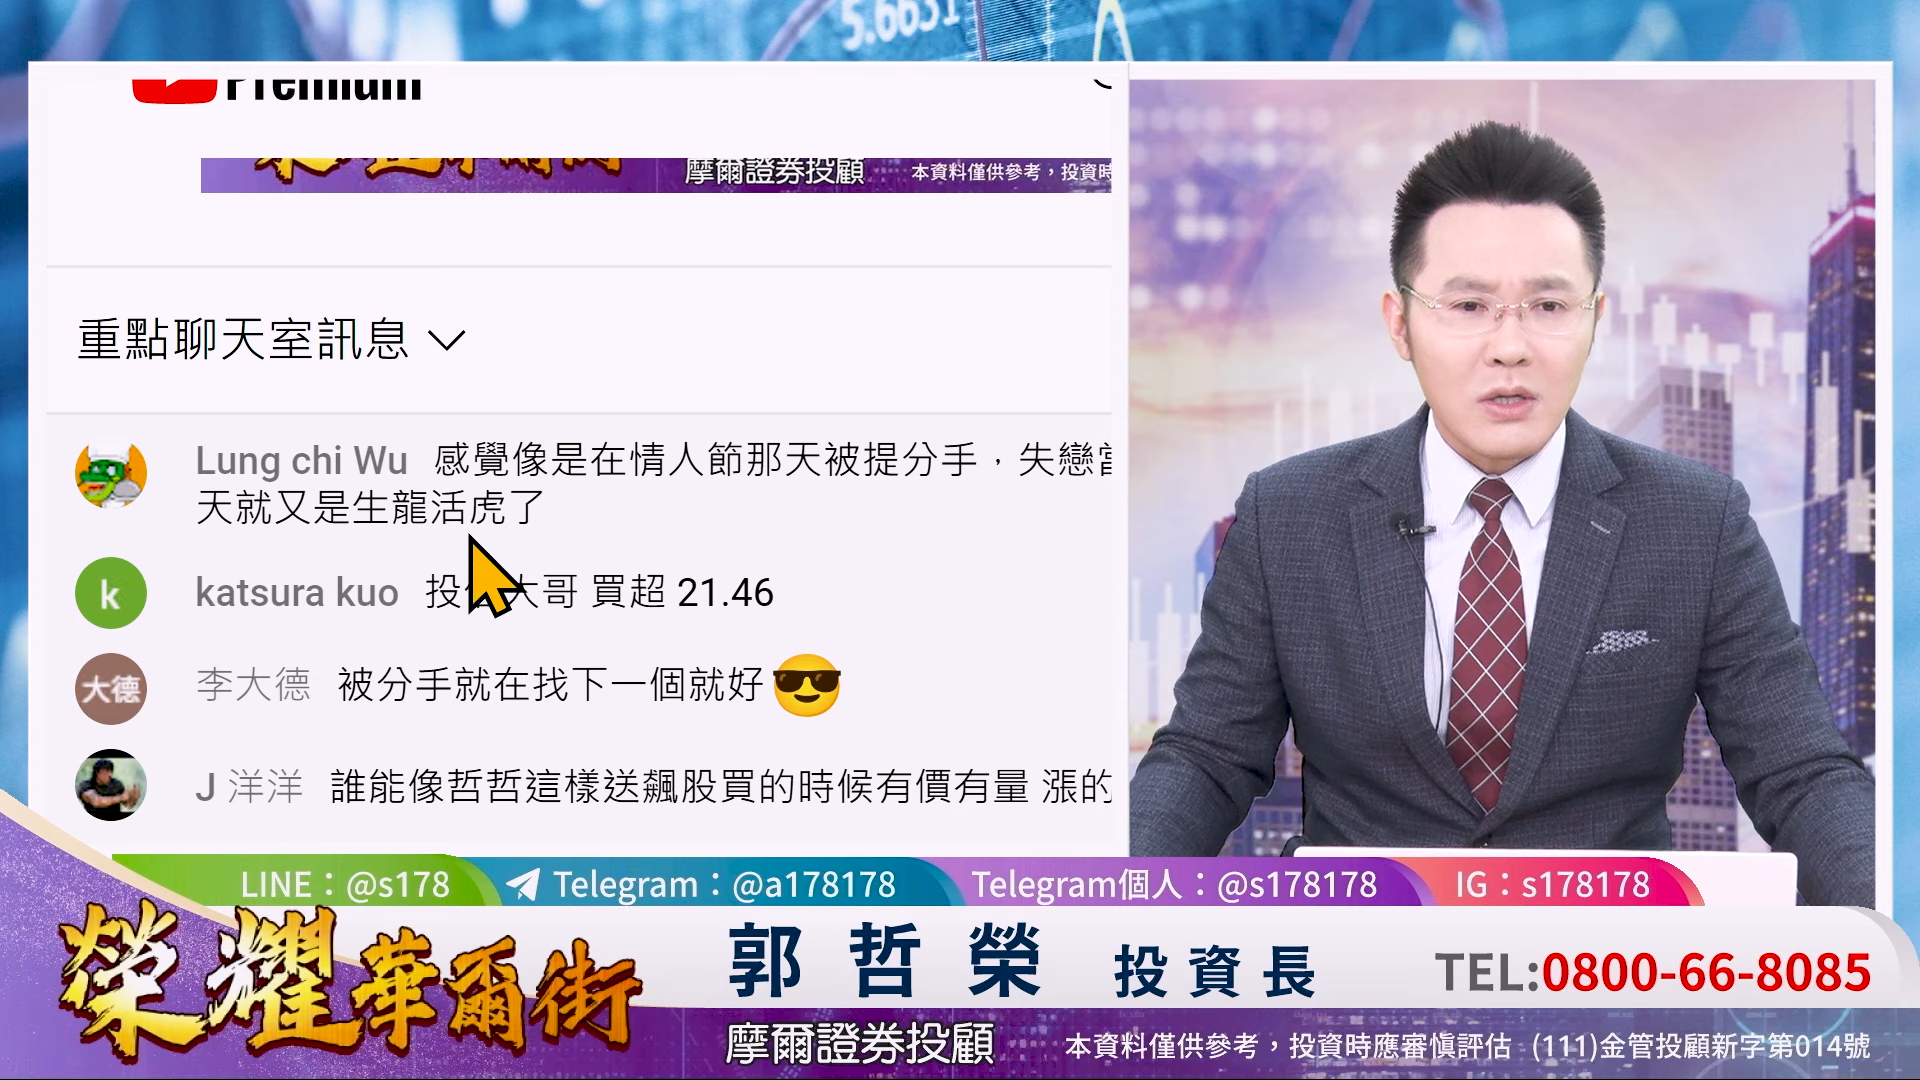 5.6631
Premium
榮耀華爾街 摩爾證券投顧 本資料僅供參考，投資時
重點聊天室訊息
Lung chi Wu 感覺像是在情人節那天被提分手，失戀當
天就又是生龍活虎了
k katsura kuo 投信大哥 買超 21.46
大德 李大德 被分手就在找下一個就好😎
J 洋洋 誰能像哲哲這樣送飆股買的時候有價有量 漲的
LINE：@s178 Telegram：@a178178 Telegram個人：@s178178 IG：s178178
榮耀華爾街
郭哲榮 投資長 TEL:0800-66-8085
摩爾證券投顧 本資料僅供參考，投資時應審慎評估 (111)金管投顧新字第014號